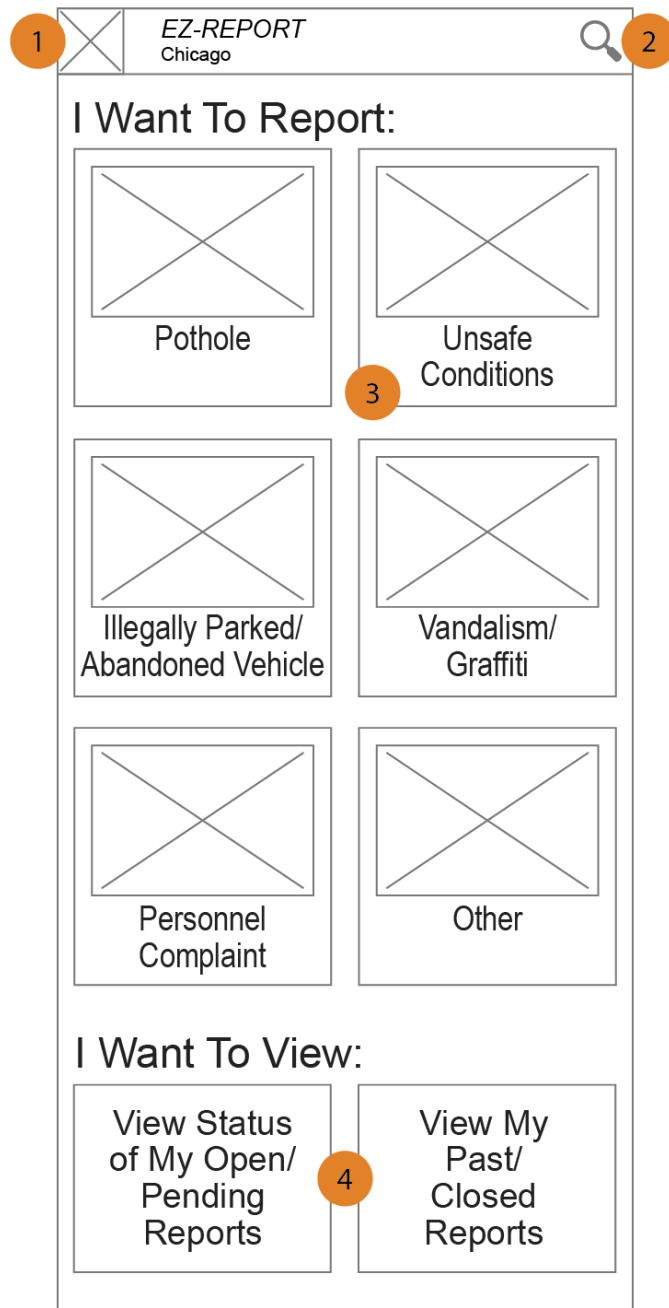 1
EZ-REPORT
Chicago
2
I Want To Report:
Pothole
Unsafe
Conditions
3
Illegally Parked/
Abandoned Vehicle
Vandalism/
Graffiti
Personnel
Complaint
Other
I Want To View:
View Status
of My Open/
Pending
Reports
4
View My
Past/
Closed
Reports